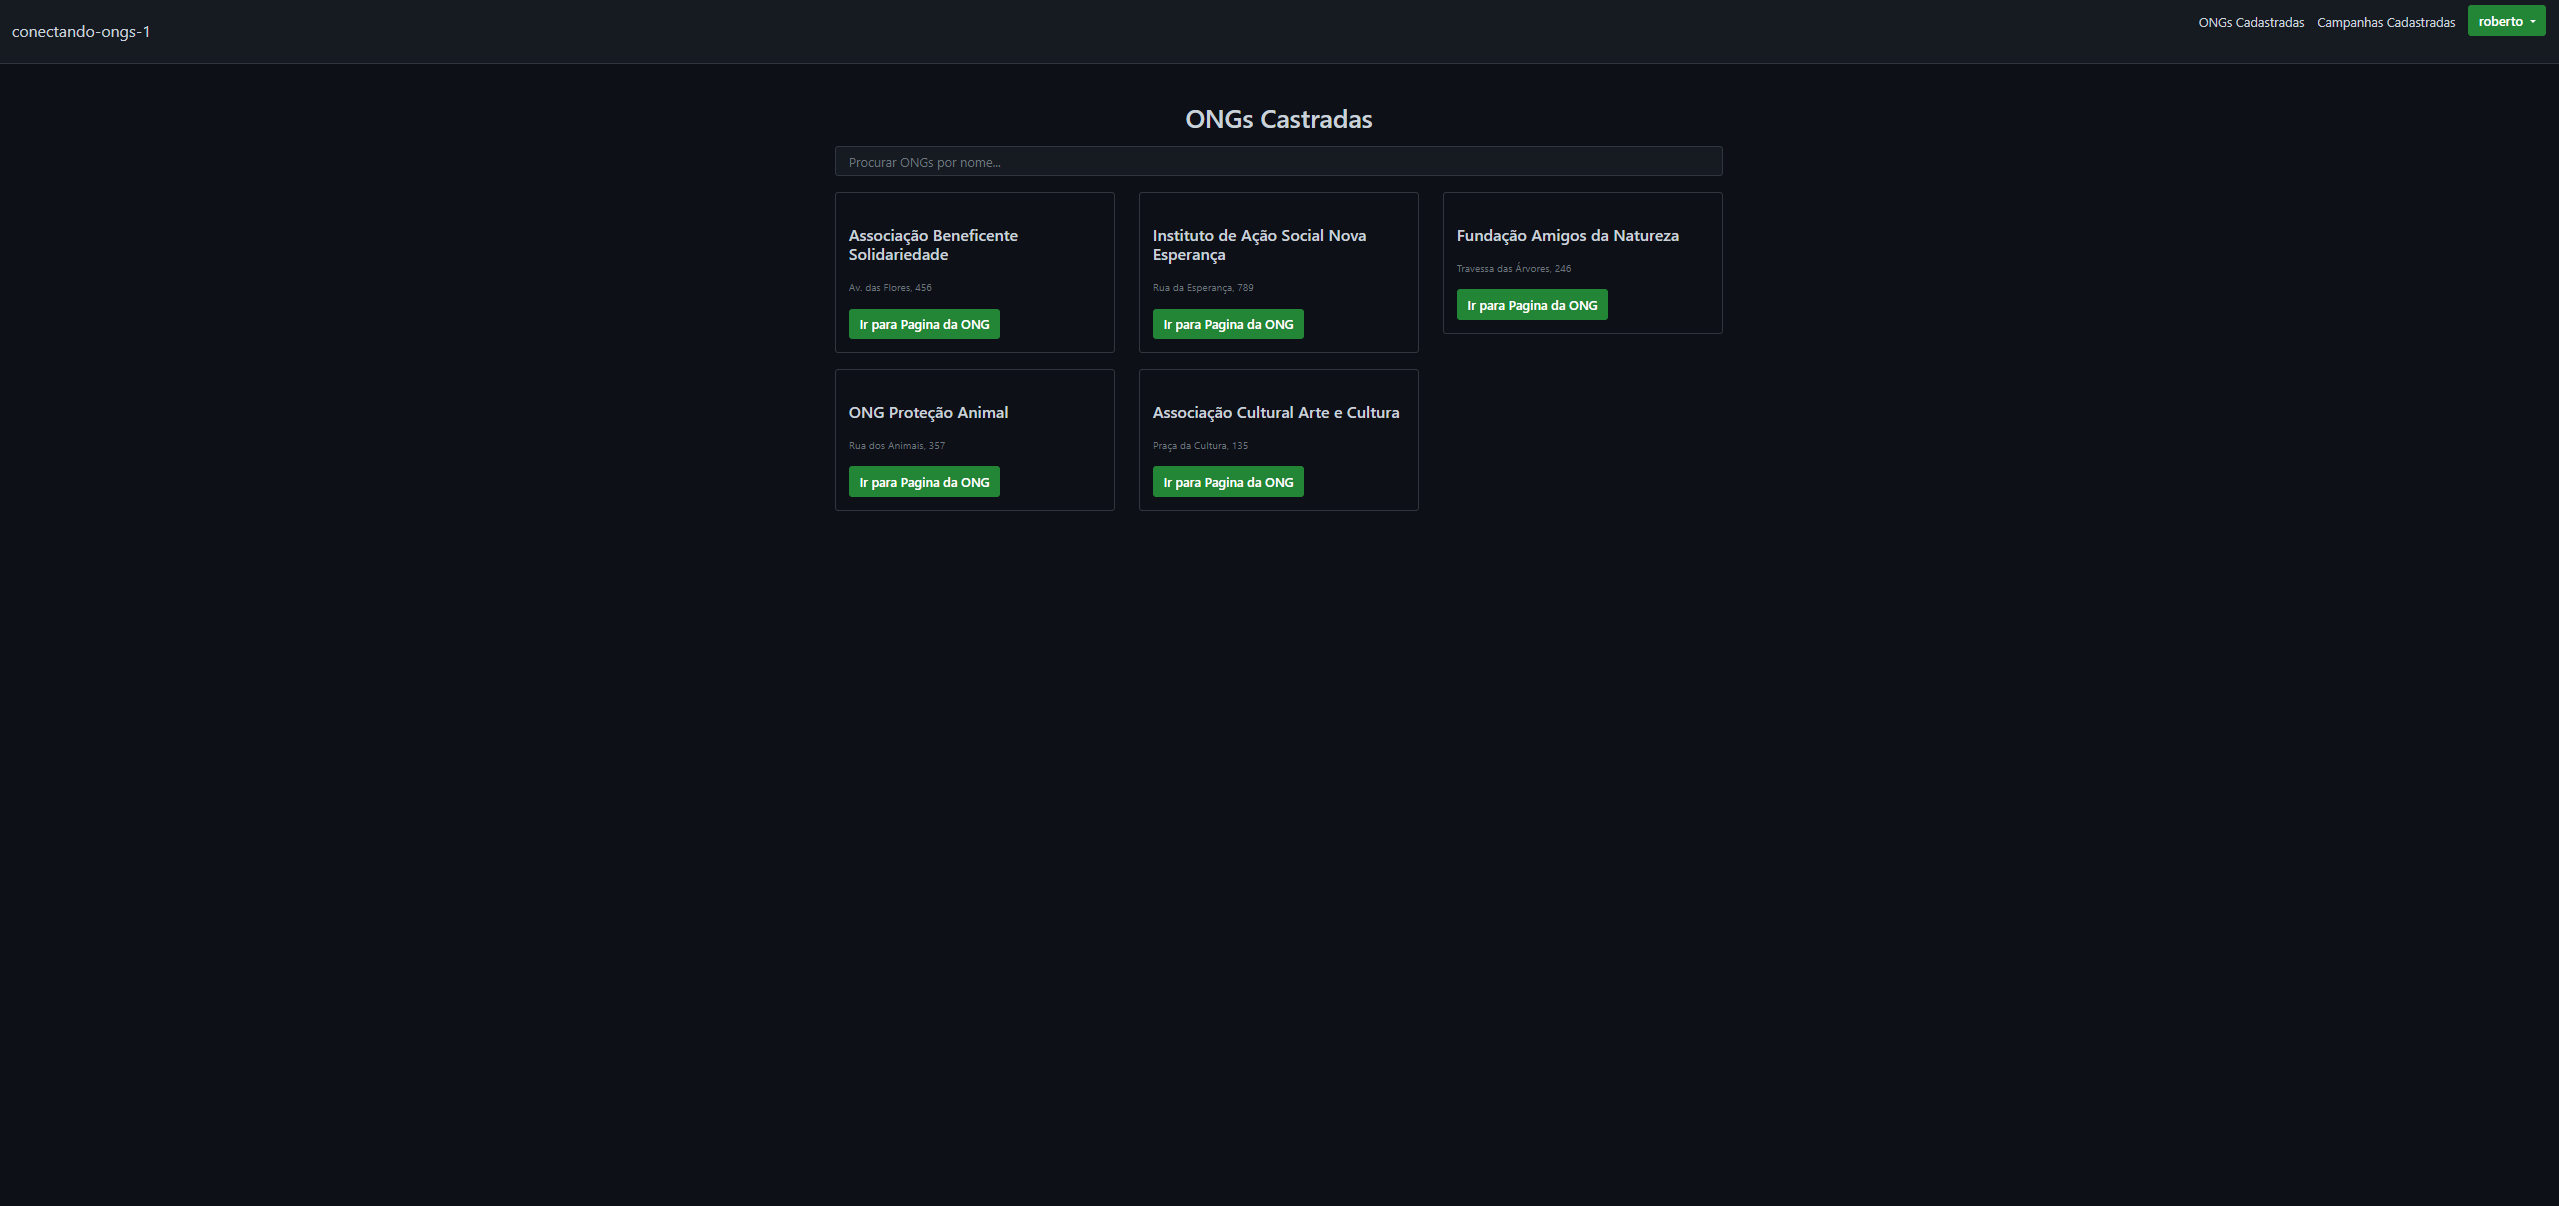 conectando-ongs-1
ONGs Cadastradas
Campanhas Cadastradas
roberto
ONGs Castradas
Procurar ONGs por nome...
Associação Beneficente
Solidariedade
Av. das Flores, 456
Ir para Pagina da ONG
Instituto de Ação Social Nova
Esperança
Rua da Esperança, 789
Ir para Pagina da ONG
Fundação Amigos da Natureza
Travessa das Árvores, 246
Ir para Pagina da ONG
ONG Proteção Animal
Rua dos Animais, 357
Ir para Pagina da ONG
Associação Cultural Arte e Cultura
Praça da Cultura, 135
Ir para Pagina da ONG